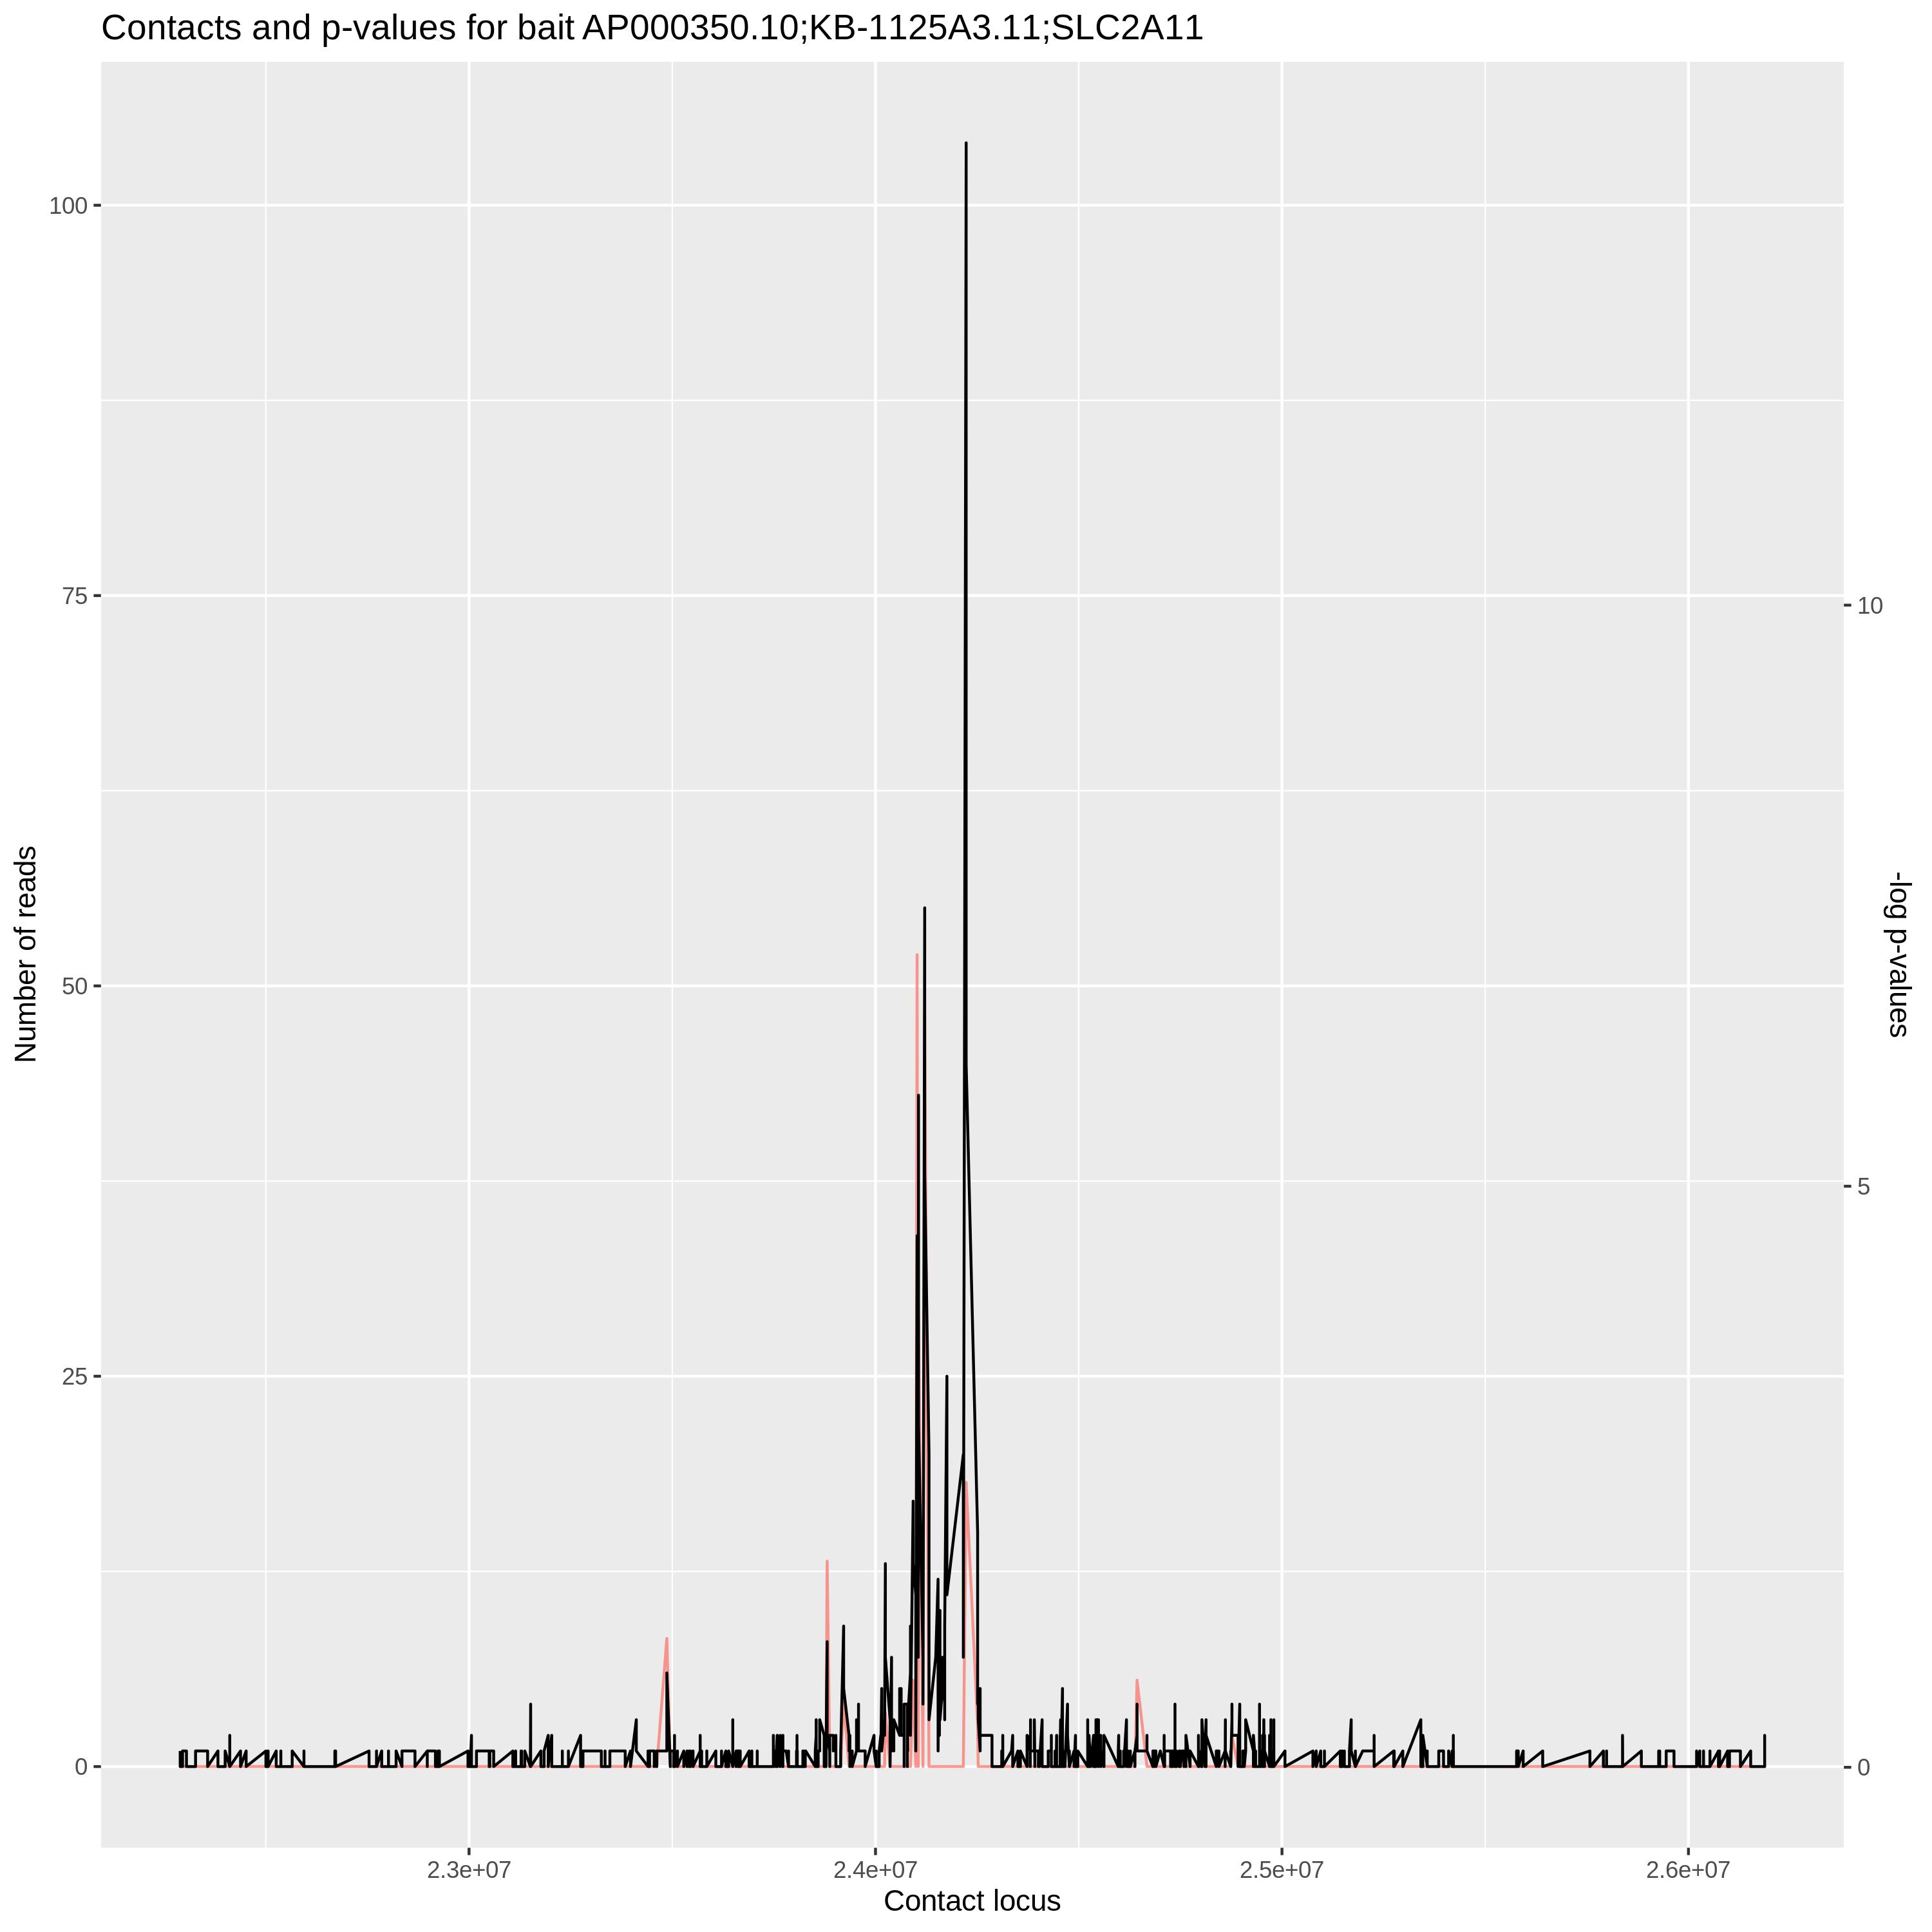 Contacts and p-values for bait AP000350.10;KB-1125A3.11;SLC2A11
100
75
50
25
0
Number of reads
10
5
0
-log p-values
2.3e+07
2.4e+07
2.5e+07
2.6e+07
Contact locus